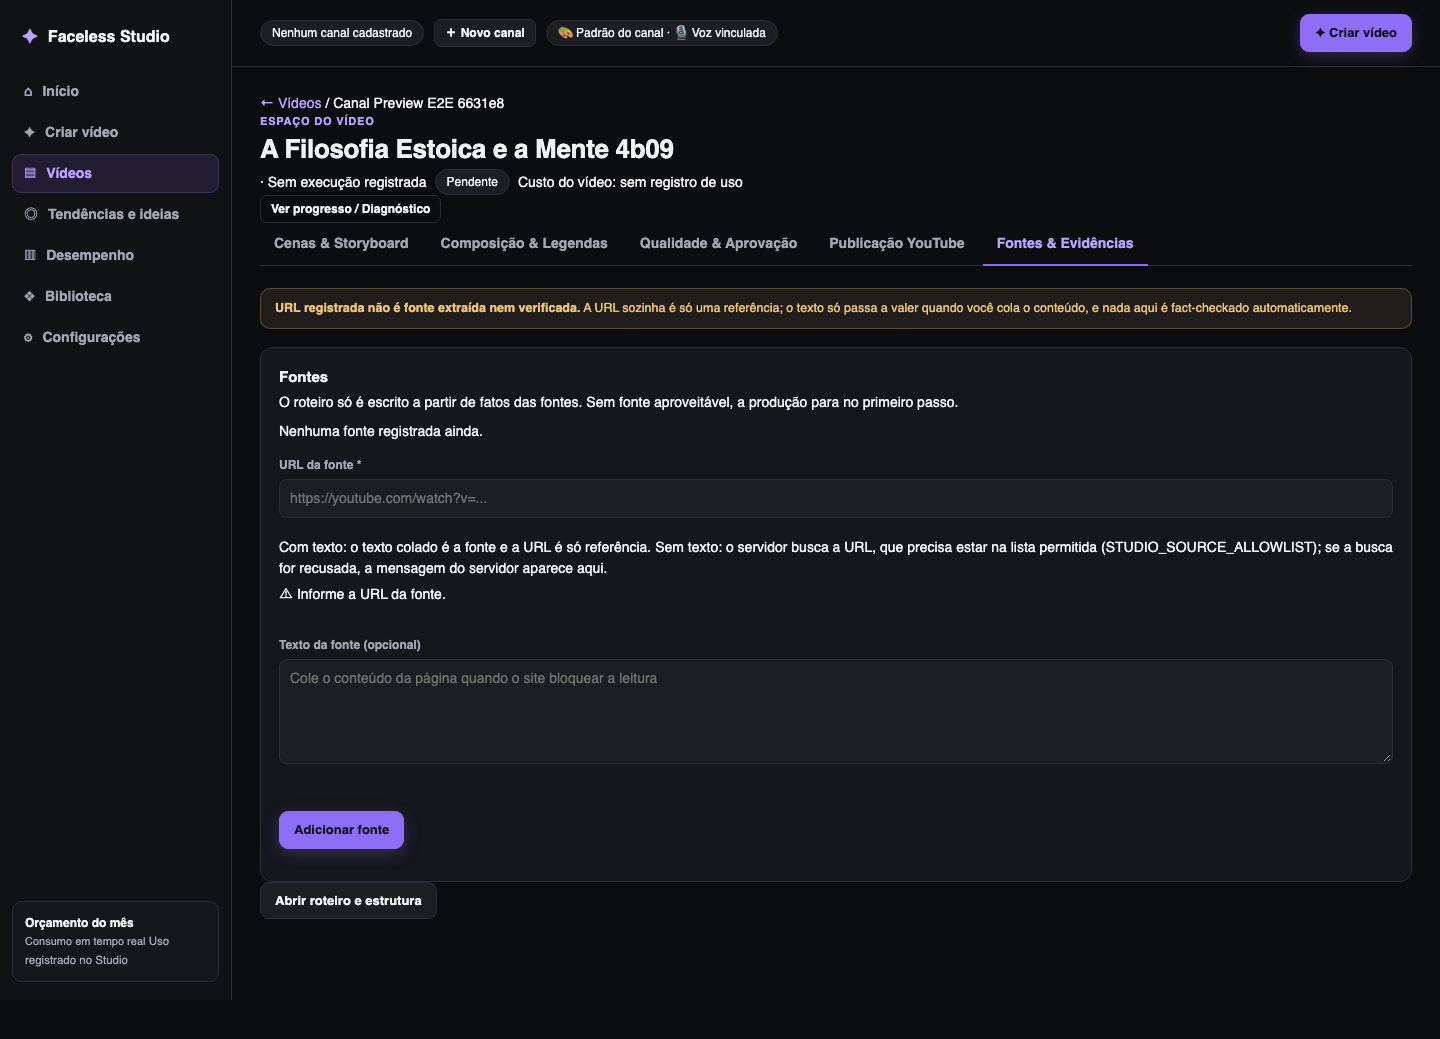 Faceless Studio
Nenhum canal cadastrado
+ Novo canal
Padrão do canal · Voz vinculada
Criar vídeo
Início
Criar vídeo
Vídeos
Tendências e ideias
Desempenho
Biblioteca
Configurações
← Vídeos / Canal Preview E2E 6631e8
ESPAÇO DO VÍDEO
A Filosofia Estoica e a Mente 4b09
· Sem execução registrada Pendente Custo do vídeo: sem registro de uso
Ver progresso / Diagnóstico
Cenas & Storyboard
Composição & Legendas
Qualidade & Aprovação
Publicação YouTube
Fontes & Evidências
URL registrada não é fonte extraída nem verificada. A URL sozinha é só uma referência; o texto só passa a valer quando você cola o conteúdo, e nada aqui é fact-checkado automaticamente.
Fontes
O roteiro só é escrito a partir de fatos das fontes. Sem fonte aproveitável, a produção para no primeiro passo.
Nenhuma fonte registrada ainda.
URL da fonte *
https://youtube.com/watch?v=...
Com texto: o texto colado é a fonte e a URL é só referência. Sem texto: o servidor busca a URL, que precisa estar na lista permitida (STUDIO_SOURCE_ALLOWLIST); se a busca
for recusada, a mensagem do servidor aparece aqui.
⚠ Informe a URL da fonte.
Texto da fonte (opcional)
Cole o conteúdo da página quando o site bloquear a leitura
Adicionar fonte
Abrir roteiro e estrutura
Orçamento do mês
Consumo em tempo real Uso
registrado no Studio